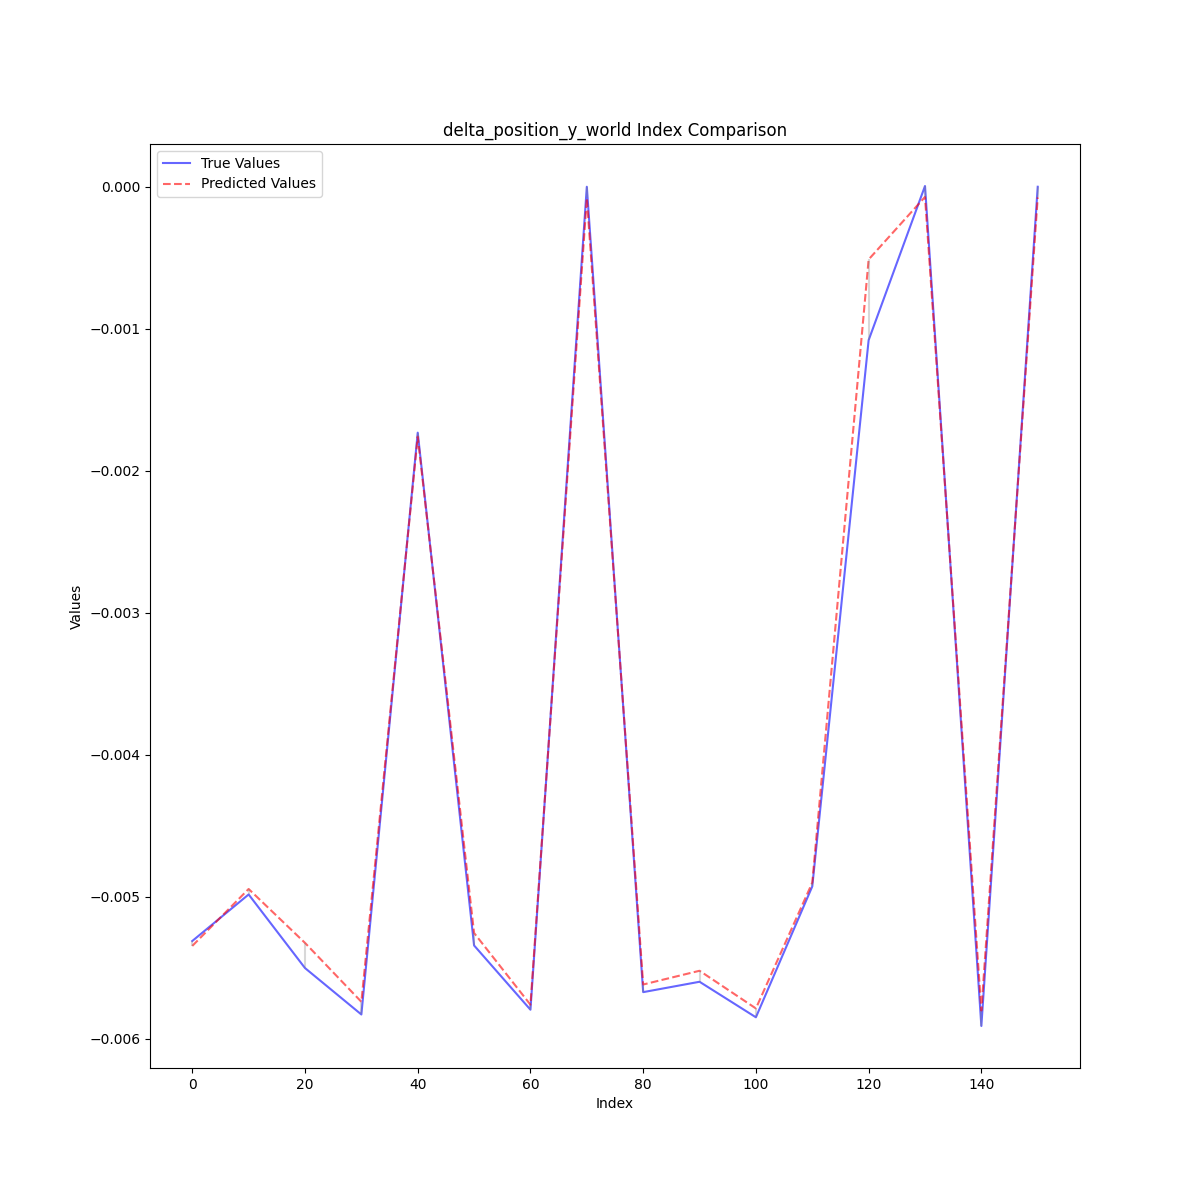 delta_position_y_world Index Comparison
True Values
Predicted Values
0.000
−0.001
−0.002
−0.003
−0.004
−0.005
−0.006
Values
0 20 40 60 80 100 120 140
Index